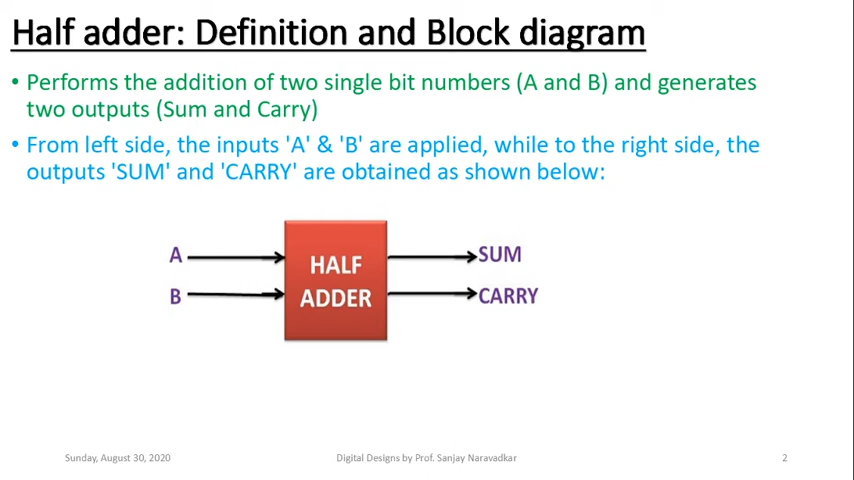 Half adder: Definition and Block diagram
• Performs the addition of two single bit numbers (A and B) and generates
two outputs (Sum and Carry)
• From left side, the inputs 'A' & 'B' are applied, while to the right side, the
outputs 'SUM' and 'CARRY' are obtained as shown below:
A
B
HALF
ADDER
SUM
CARRY
Sunday, August 30, 2020
Digital Designs by Prof. Sanjay Naravadkar
2